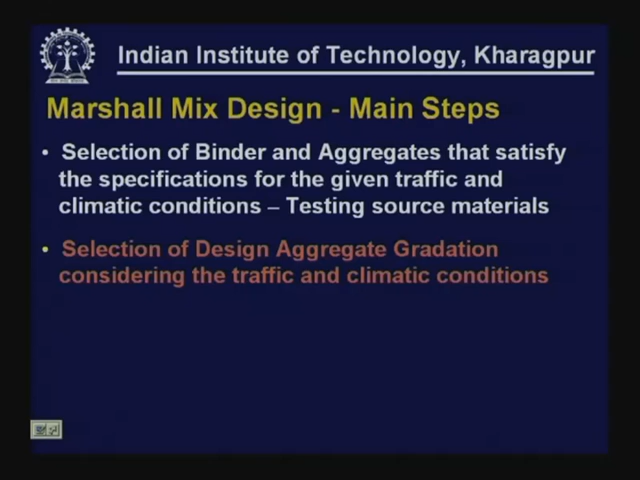 Indian Institute of Technology, Kharagpur
Marshall Mix Design - Main Steps
• Selection of Binder and Aggregates that satisfy
the specifications for the given traffic and
climatic conditions – Testing source materials
• Selection of Design Aggregate Gradation
considering the traffic and climatic conditions